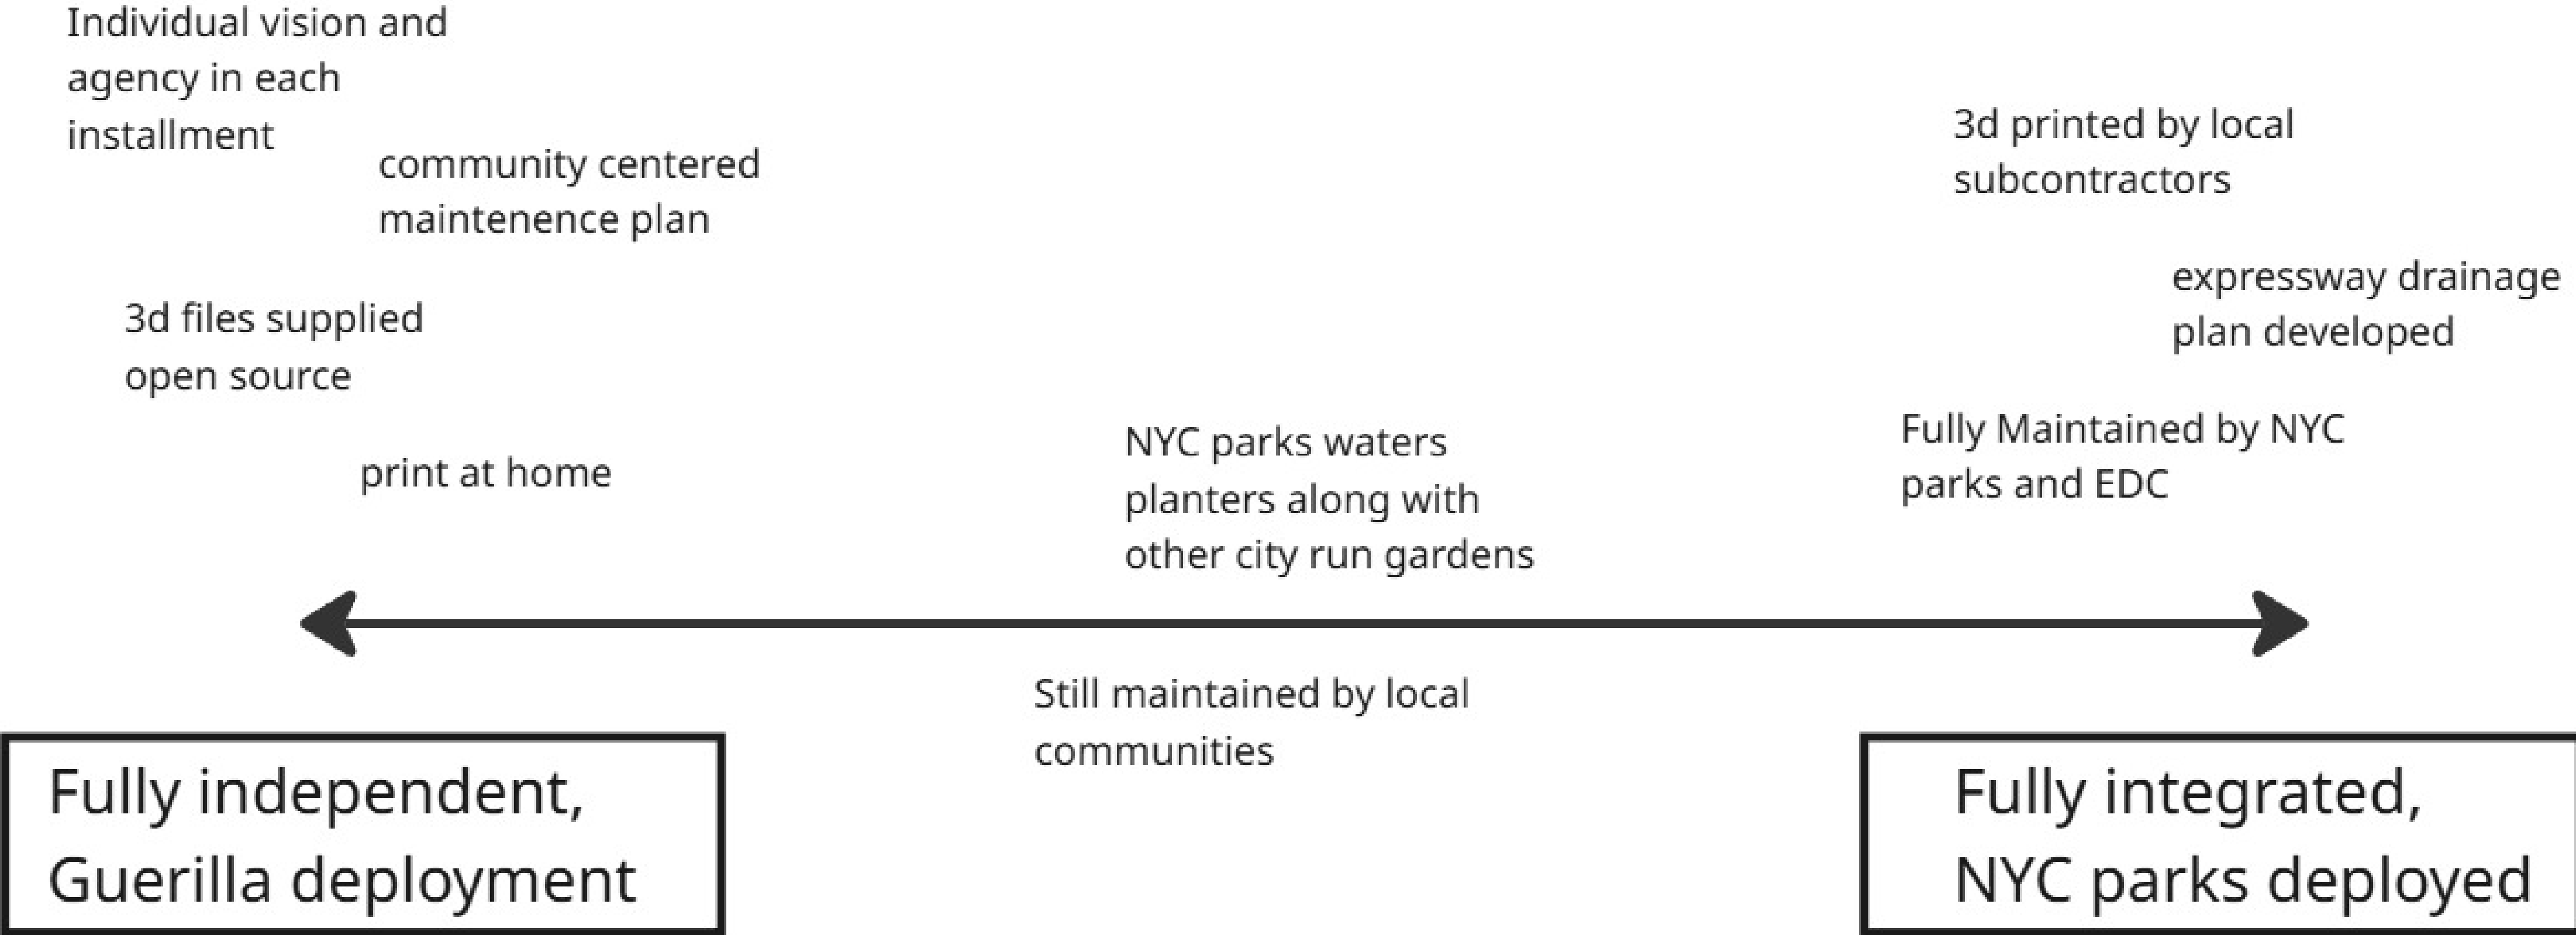 Individual vision and
agency in each
installment
community centered
maintenence plan
3d files supplied
open source
print at home
NYC parks waters
planters along with
other city run gardens
Still maintained by local
communities
3d printed by local
subcontractors
expressway drainage
plan developed
Fully Maintained by NYC
parks and EDC
Fully independent,
Guerilla deployment
Fully integrated,
NYC parks deployed